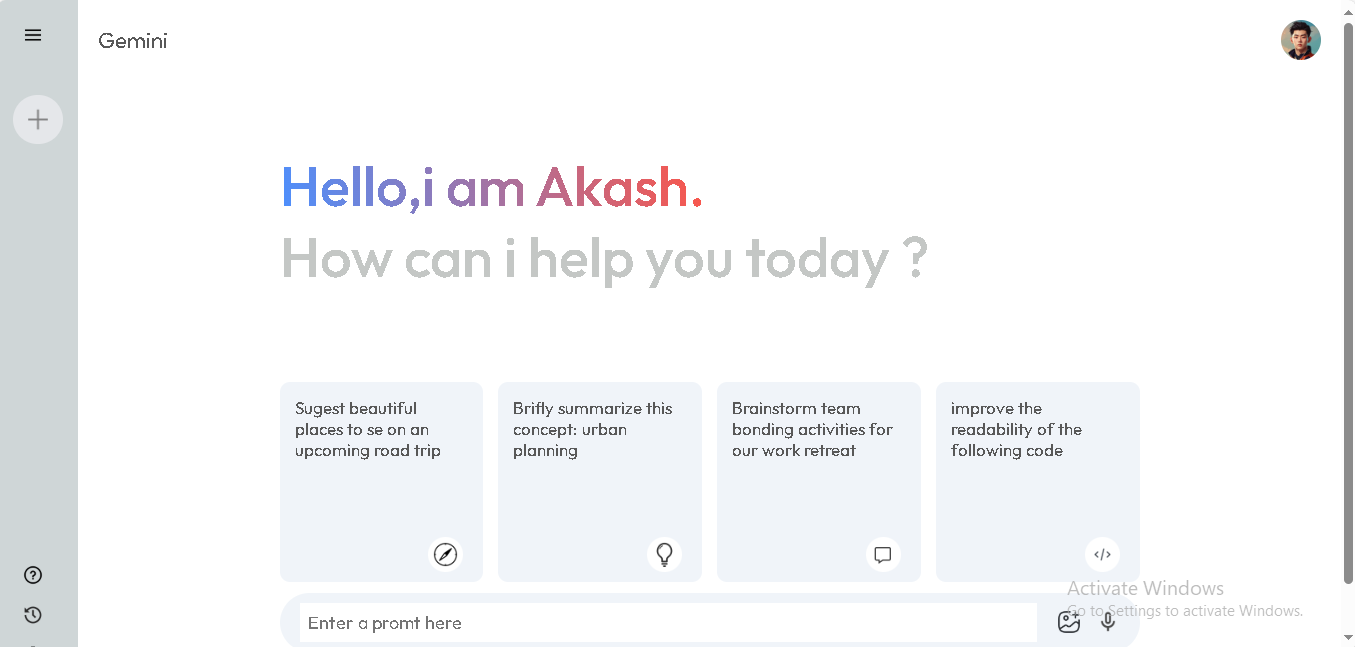 Gemini
Hello,i am Akash.
How can i help you today ?
Sugest beautiful
places to se on an
upcoming road trip
Brifly summarize this
concept: urban
planning
Brainstorm team
bonding activities for
our work retreat
improve the
readability of the
following code
Activate Windows
Go to Settings to activate Windows.
Enter a promt here